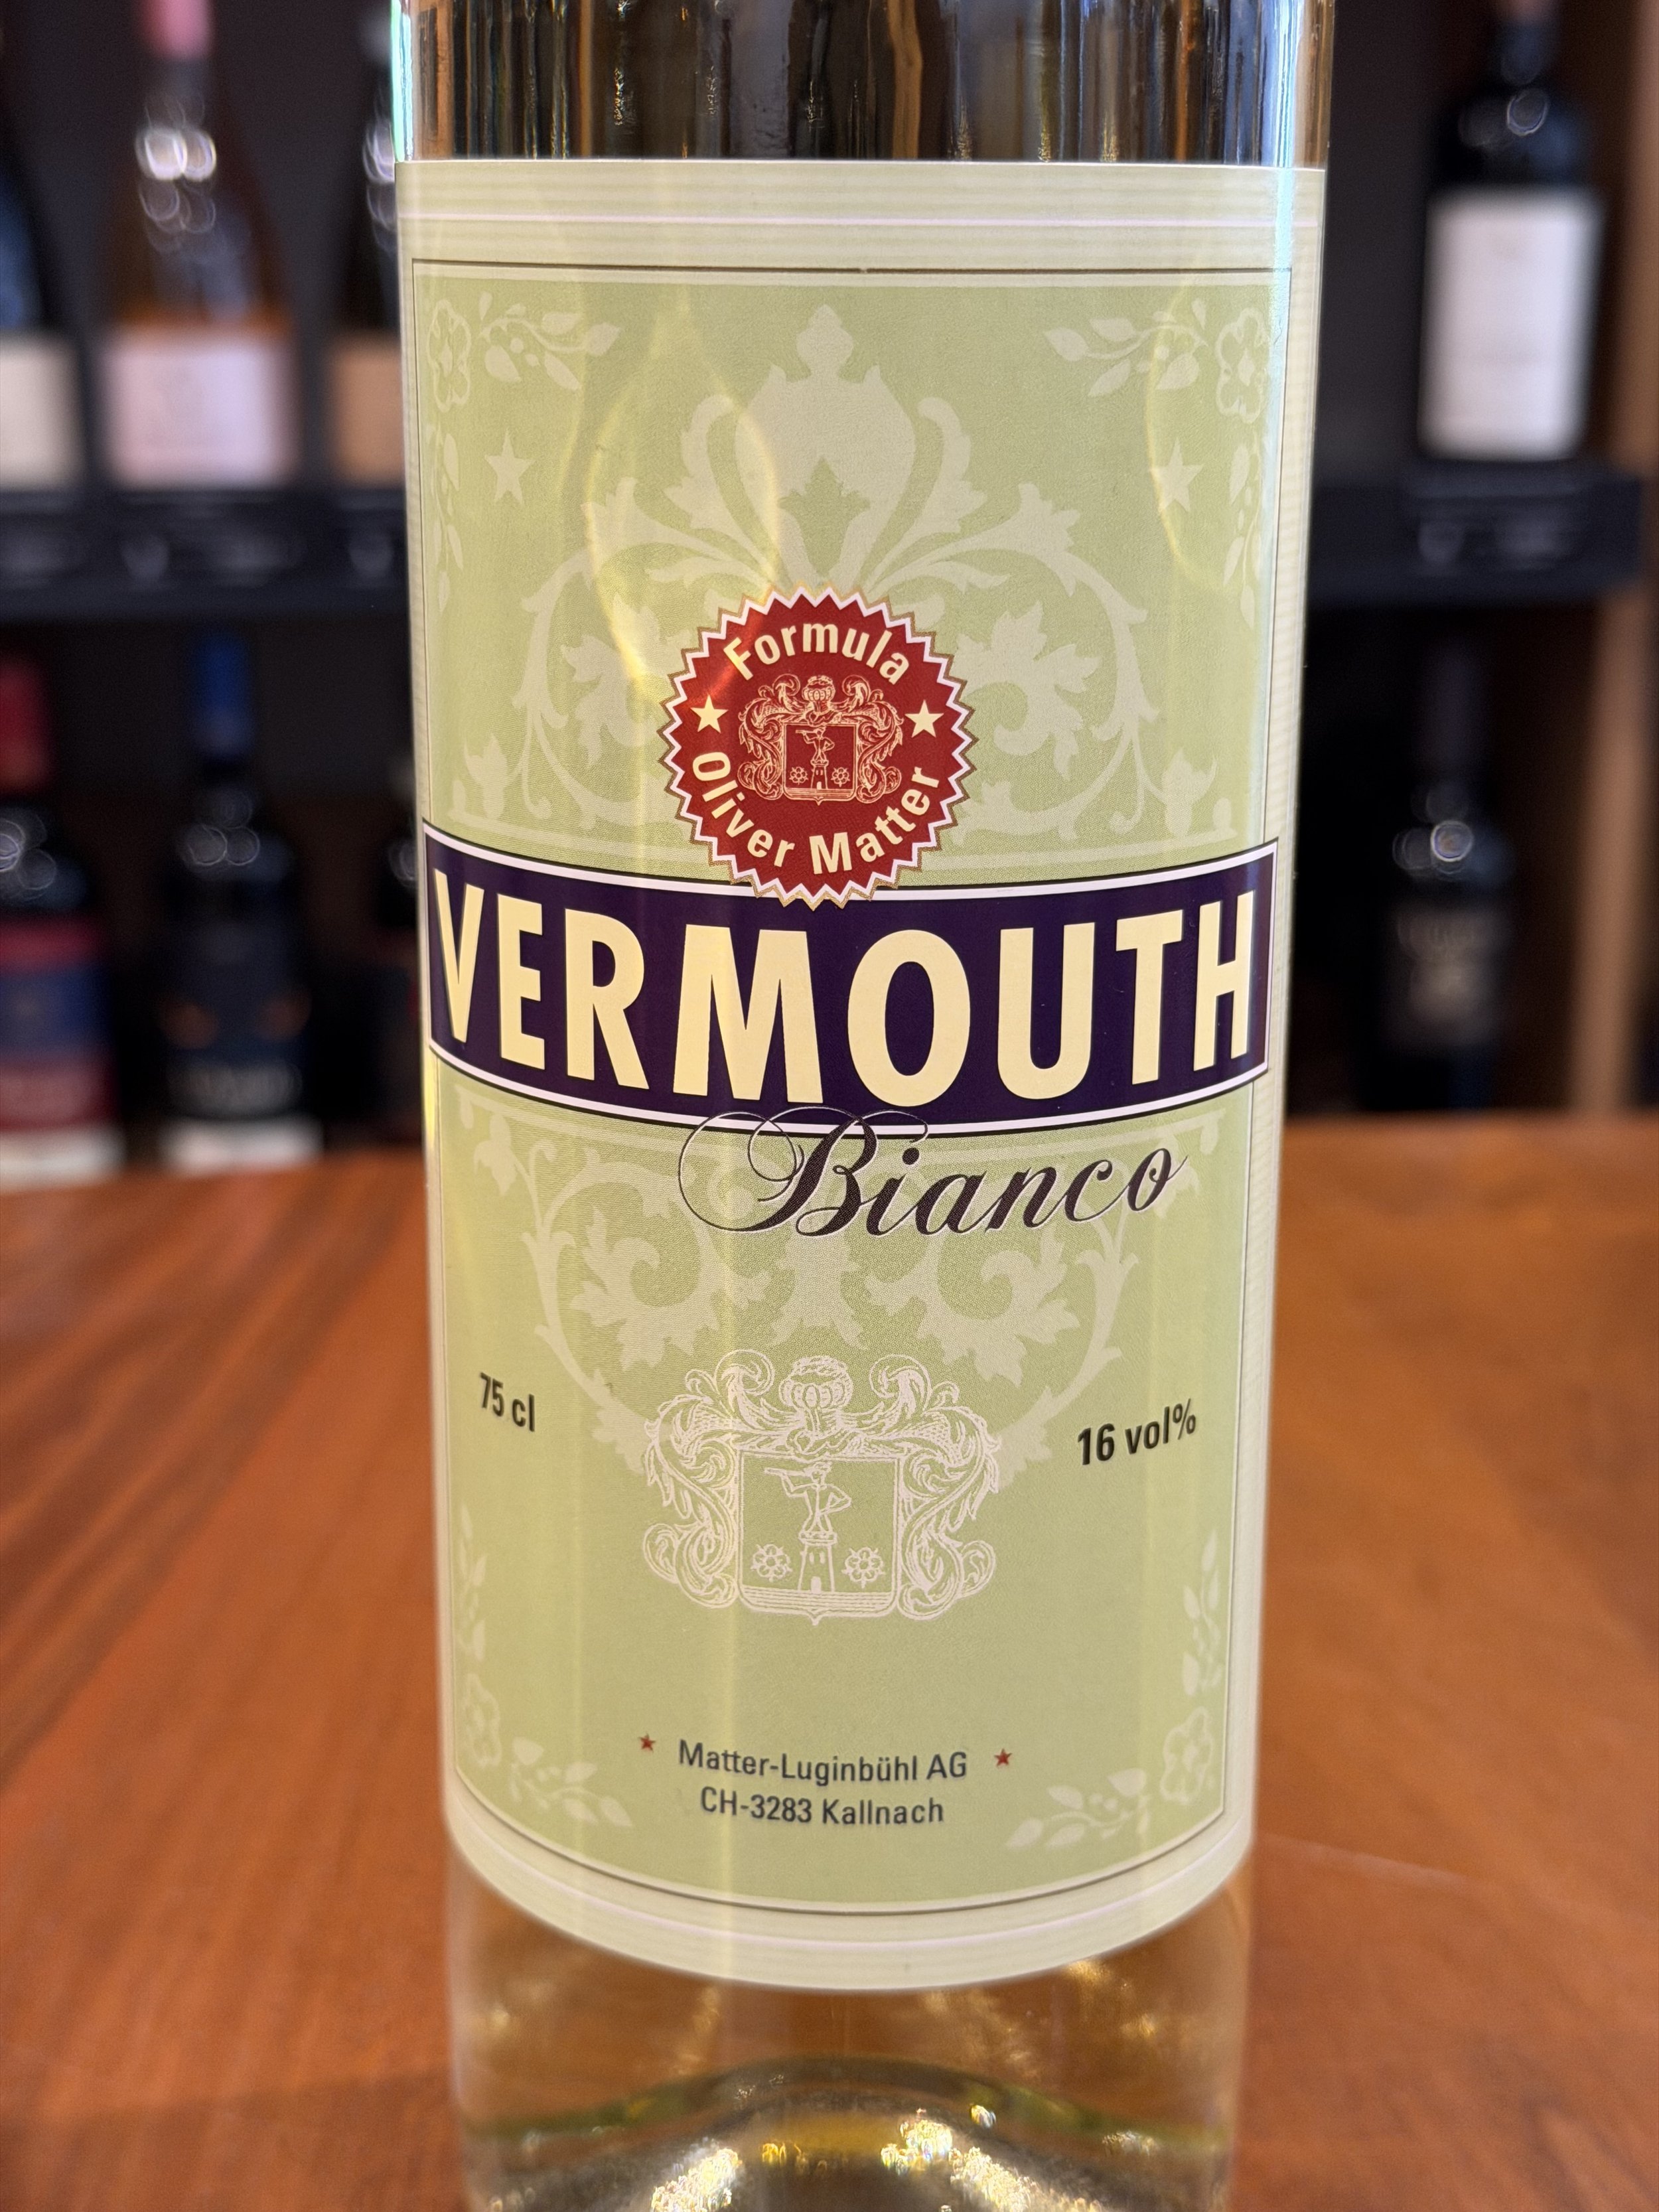 Formula
Oliver Matter
VERMOUTH
Bianco
75 cl
16 vol%
Matter-Luginbühl AG
CH-3283 Kallnach